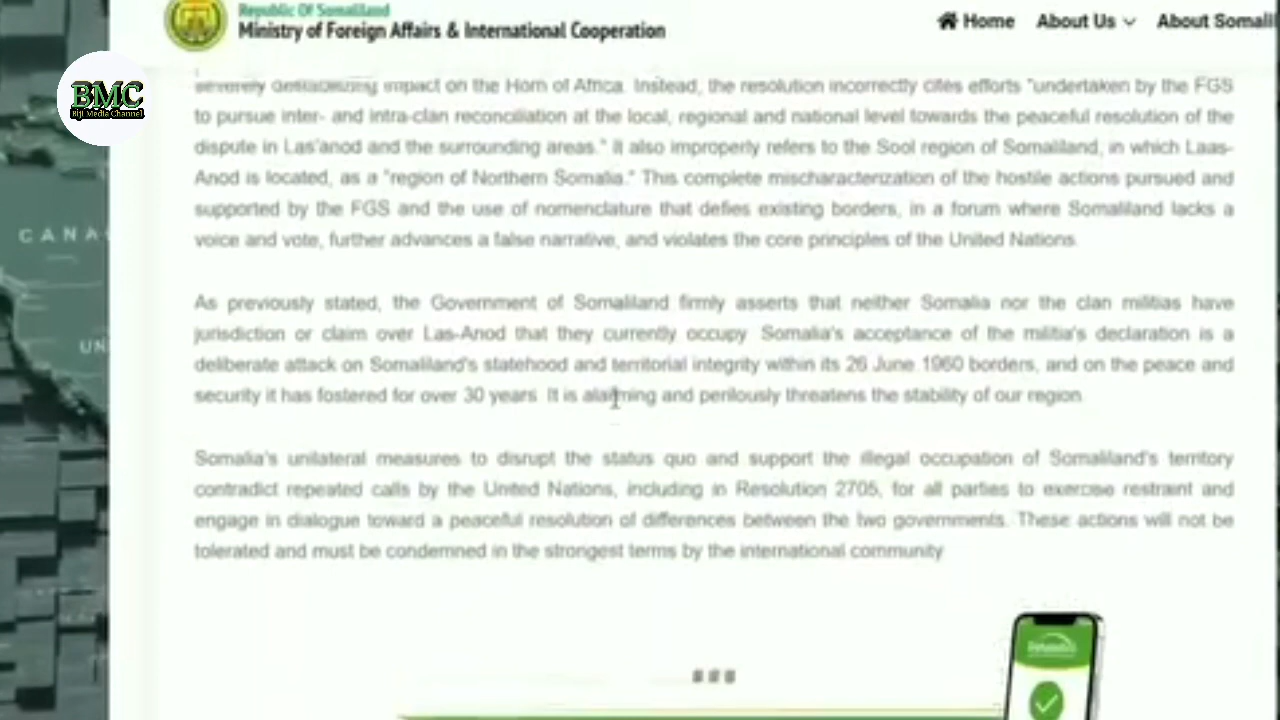 Republic Of Somaliland
Ministry of Foreign Affairs & International Cooperation
Home
About Us
About Somali
BMC
Biji Media Channel
severely destabilizing impact on the Horn of Africa. Instead, the resolution incorrectly cites efforts "undertaken by the FGS
to pursue inter- and intra-clan reconciliation at the local, regional and national level towards the peaceful resolution of the
dispute in Las'anod and the surrounding areas." It also improperly refers to the Sool region of Somaliland, in which Laas-
Anod is located, as a "region of Northern Somalia." This complete mischaracterization of the hostile actions pursued and
supported by the FGS and the use of nomenclature that defies existing borders, in a forum where Somaliland lacks a
voice and vote, further advances a false narrative, and violates the core principles of the United Nations.
CANA
UN
As previously stated, the Government of Somaliland firmly asserts that neither Somalia nor the clan militias have
jurisdiction or claim over Las-Anod that they currently occupy. Somalia's acceptance of the militia's declaration is a
deliberate attack on Somaliland's statehood and territorial integrity within its 26 June 1960 borders, and on the peace and
security it has fostered for over 30 years. It is alarming and perilously threatens the stability of our region.
Somalia's unilateral measures to disrupt the status quo and support the illegal occupation of Somaliland's territory
contradict repeated calls by the United Nations, including in Resolution 2705, for all parties to exercise restraint and
engage in dialogue toward a peaceful resolution of differences between the two governments. These actions will not be
tolerated and must be condemned in the strongest terms by the international community
###